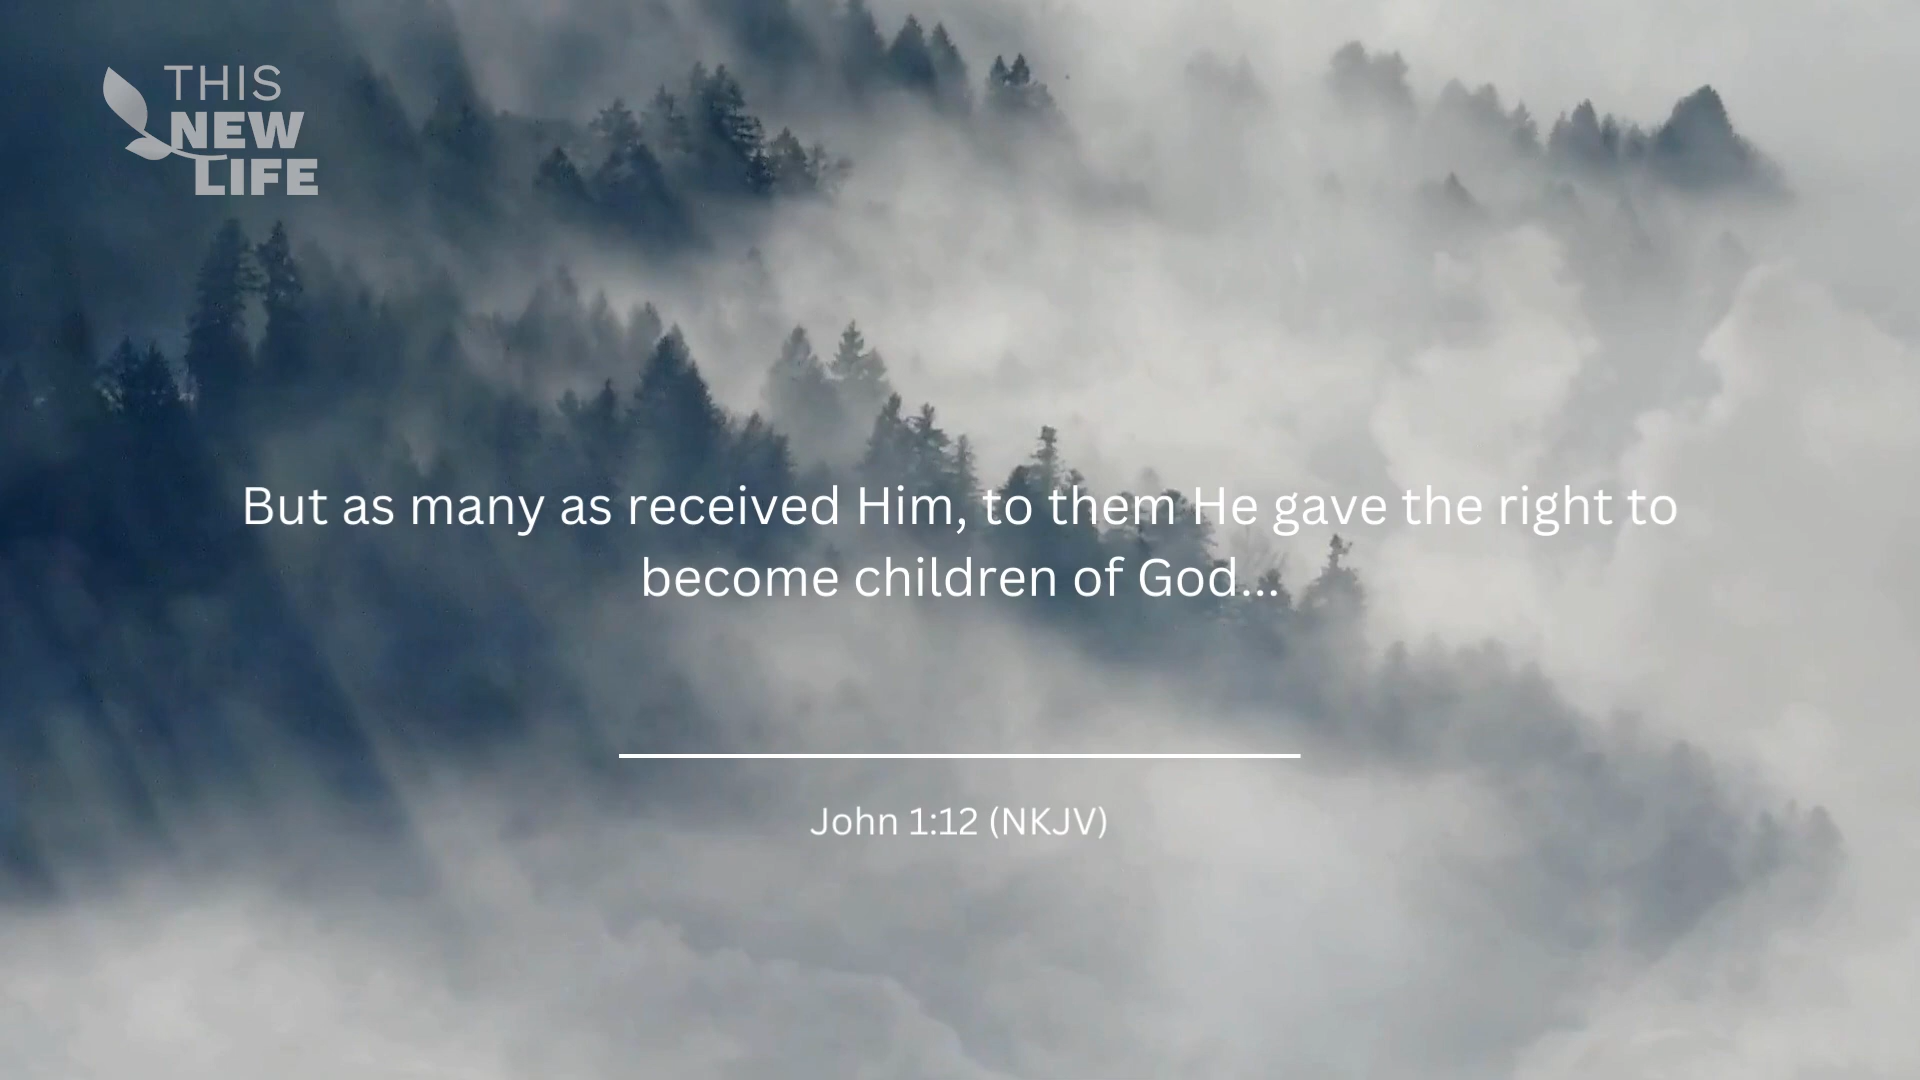 THIS
NEW
LIFE
But as many as received Him, to them He gave the right to
become children of God...
John 1:12 (NKJV)